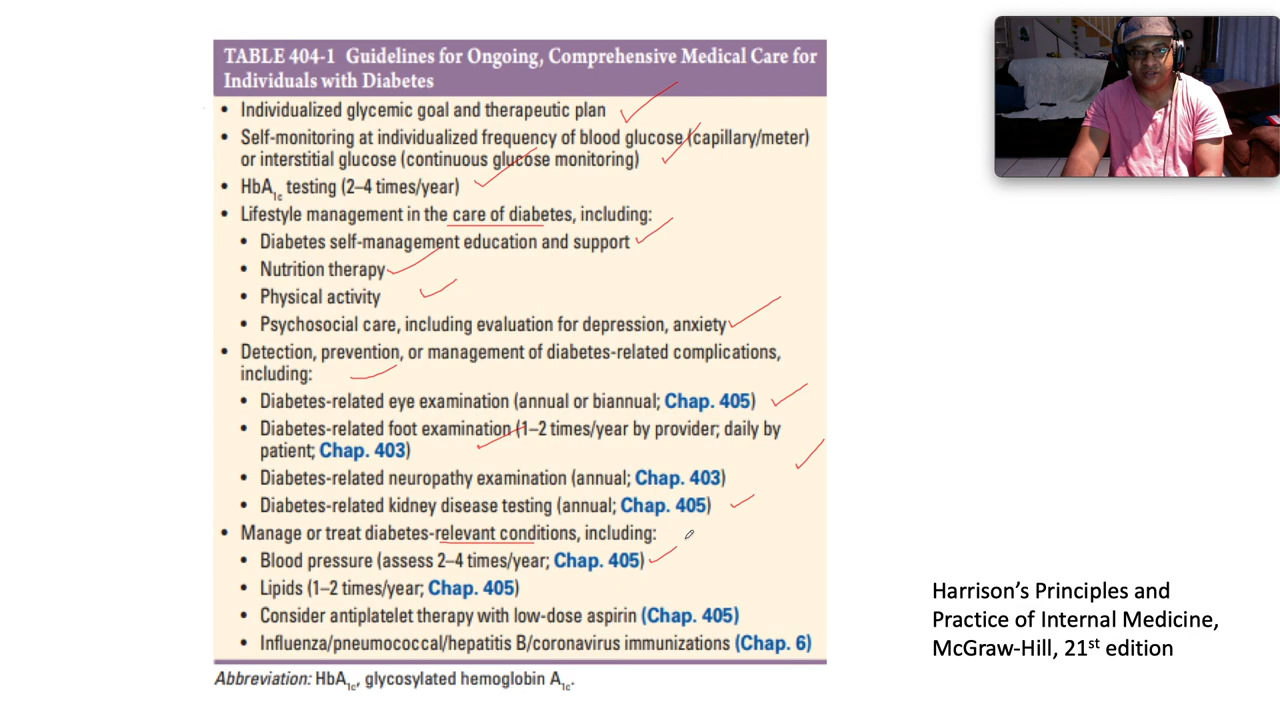 TABLE 404-1 Guidelines for Ongoing, Comprehensive Medical Care for
Individuals with Diabetes
• Individualized glycemic goal and therapeutic plan
• Self-monitoring at individualized frequency of blood glucose (capillary/meter)
or interstitial glucose (continuous glucose monitoring)
• HbA1c testing (2–4 times/year)
• Lifestyle management in the care of diabetes, including:
• Diabetes self-management education and support
• Nutrition therapy
• Physical activity
• Psychosocial care, including evaluation for depression, anxiety
• Detection, prevention, or management of diabetes-related complications,
including:
• Diabetes-related eye examination (annual or biannual; Chap. 405)
• Diabetes-related foot examination (1–2 times/year by provider; daily by
patient; Chap. 403)
• Diabetes-related neuropathy examination (annual; Chap. 403)
• Diabetes-related kidney disease testing (annual; Chap. 405)
• Manage or treat diabetes-relevant conditions, including:
• Blood pressure (assess 2–4 times/year; Chap. 405)
• Lipids (1–2 times/year; Chap. 405)
• Consider antiplatelet therapy with low-dose aspirin (Chap. 405)
• Influenza/pneumococcal/hepatitis B/coronavirus immunizations (Chap. 6)
Abbreviation: HbA1c, glycosylated hemoglobin A1c.
Harrison's Principles and
Practice of Internal Medicine,
McGraw-Hill, 21st edition